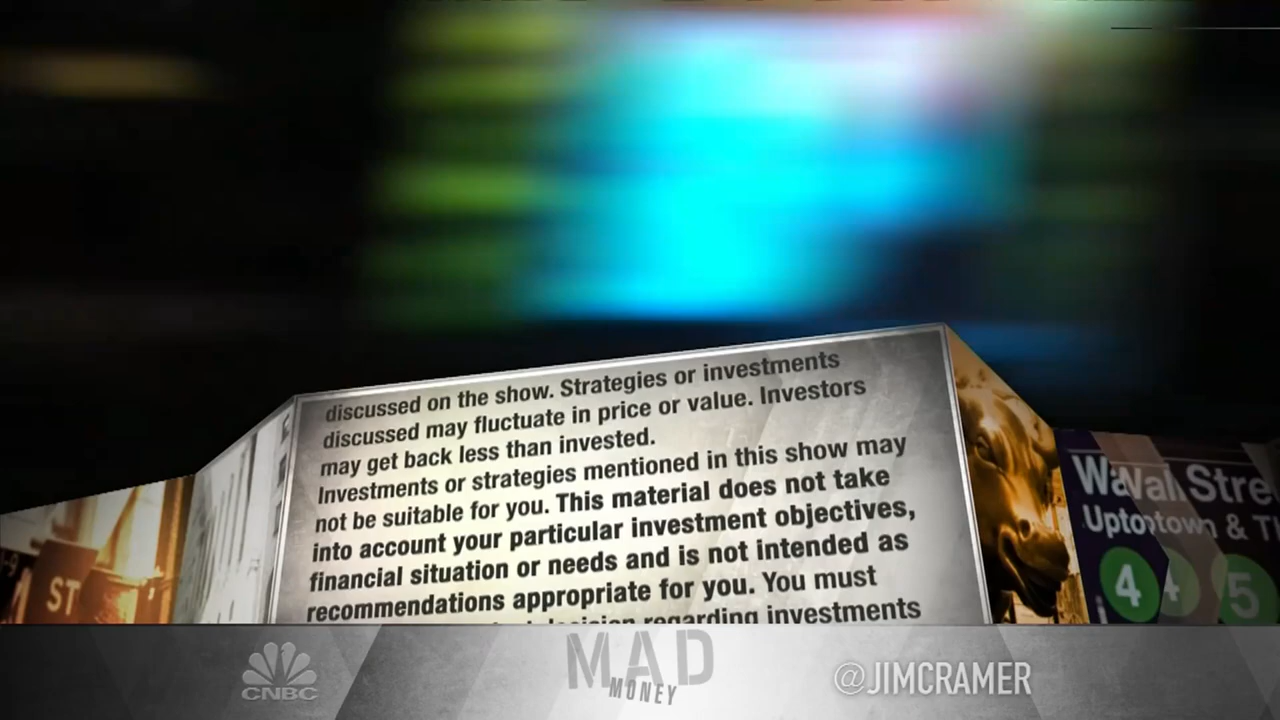 discussed on the show. Strategies or investments
discussed may fluctuate in price or value. Investors
may get back less than invested.
Investments or strategies mentioned in this show may
not be suitable for you. This material does not take
into account your particular investment objectives,
financial situation or needs and is not intended as
recommendations appropriate for you. You must
decision regarding investments
ST
Wall Stre
Uptown & T
4
4
5
CNBC
MAD
MONEY
@JIMCRAMER